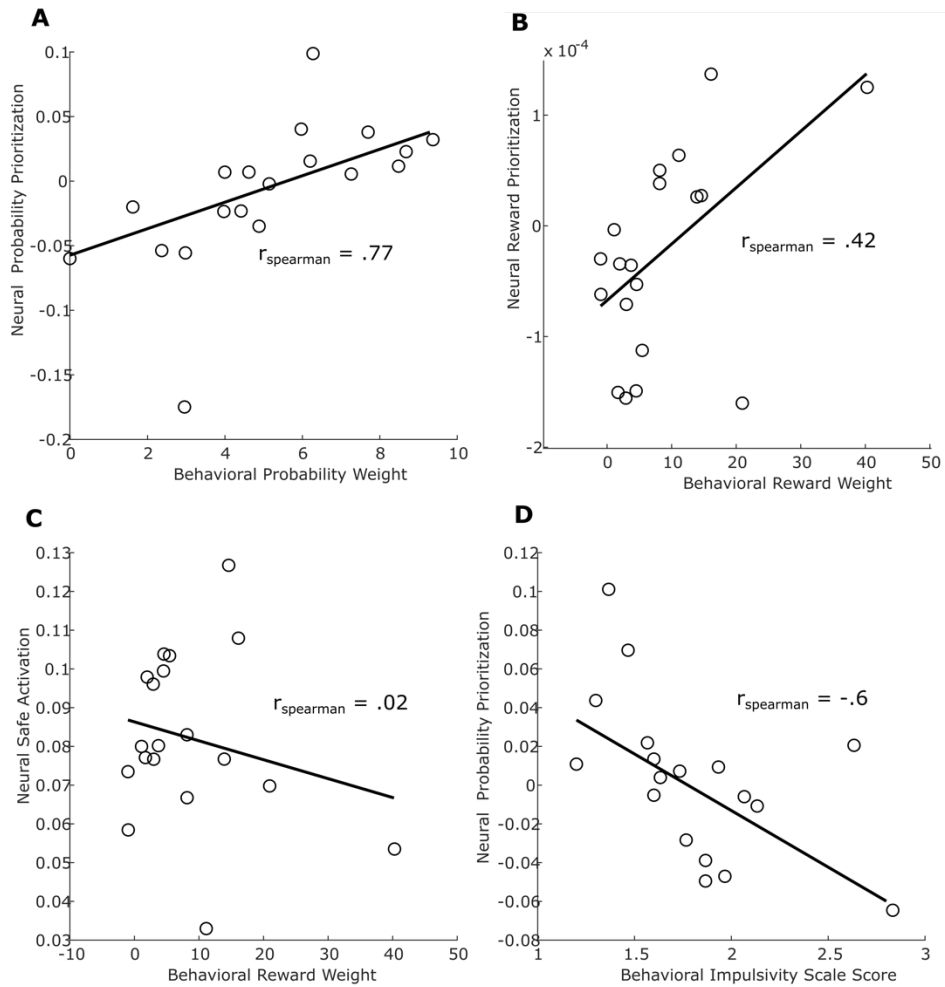 A
Neural Probability Prioritization
0.1
0.05
0
-0.05
-0.1
-0.15
-0.2
r spearman = .77
0 2 4 6 8 10
Behavioral Probability Weight
B
x 10 -4
Neural Reward Prioritization
1
0
-1
-2
r spearman = .42
0 10 20 30 40 50
Behavioral Reward Weight
C
Neural Safe Activation
0.13
0.12
0.11
0.1
0.09
0.08
0.07
0.06
0.05
0.04
0.03
r spearman = .02
-10 0 10 20 30 40 50
Behavioral Reward Weight
D
Neural Probability Prioritization
0.12
0.1
0.08
0.06
0.04
0.02
0
-0.02
-0.04
-0.06
-0.08
r spearman = -.6
1 1.5 2 2.5 3
Behavioral Impulsivity Scale Score